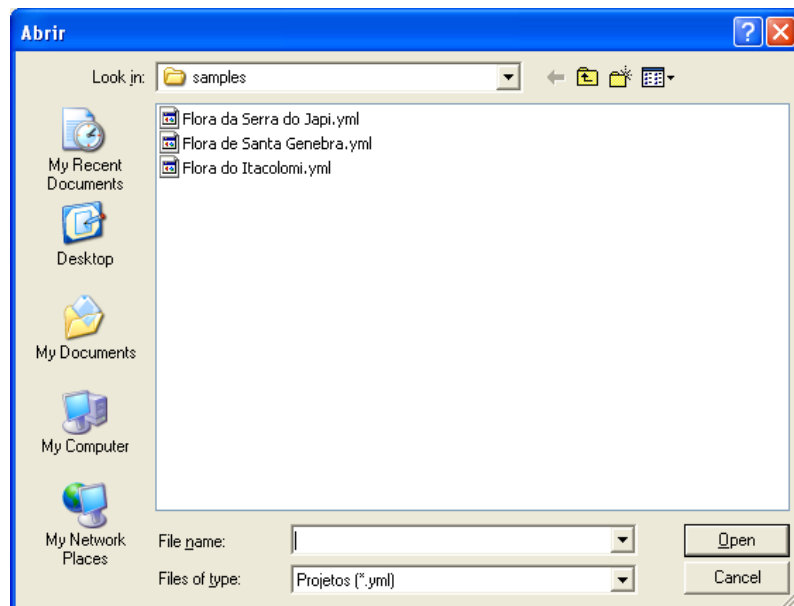 Abrir
Look in:
samples
Flora da Serra do Japi.yml
Flora de Santa Genebra.yml
Flora do Itacolomi.yml
My Recent
Documents
Desktop
My Documents
My Computer
My Network
Places
File name:
Open
Files of type:
Projetos (*.yml)
Cancel